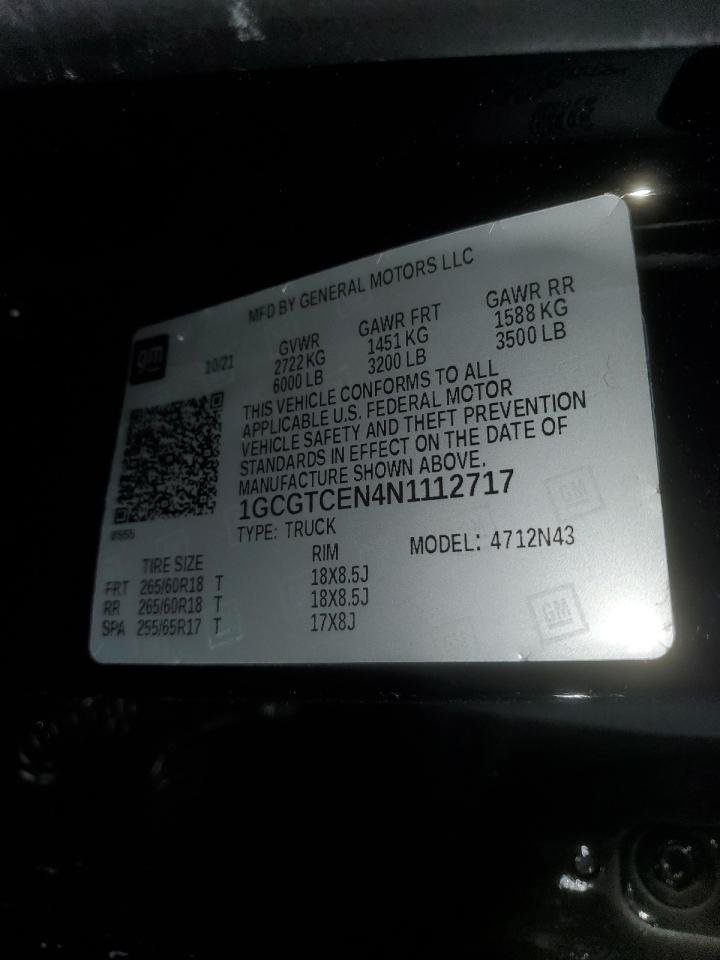 MFD BY GENERAL MOTORS LLC
gm
10/21
GVWR GAWR FRT GAWR RR
2722 KG 1451 KG 1588 KG
6000 LB 3200 LB 3500 LB
THIS VEHICLE CONFORMS TO ALL
APPLICABLE U.S. FEDERAL MOTOR
VEHICLE SAFETY AND THEFT PREVENTION
STANDARDS IN EFFECT ON THE DATE OF
MANUFACTURE SHOWN ABOVE.
1GCGTCEN4N1112717
TYPE: TRUCK MODEL: 4712N43
TIRE SIZE RIM
FRT 265/60R18 T 18X8.5J
RR 265/60R18 T 18X8.5J
SPA 255/65R17 T 17X8J
GM
GM